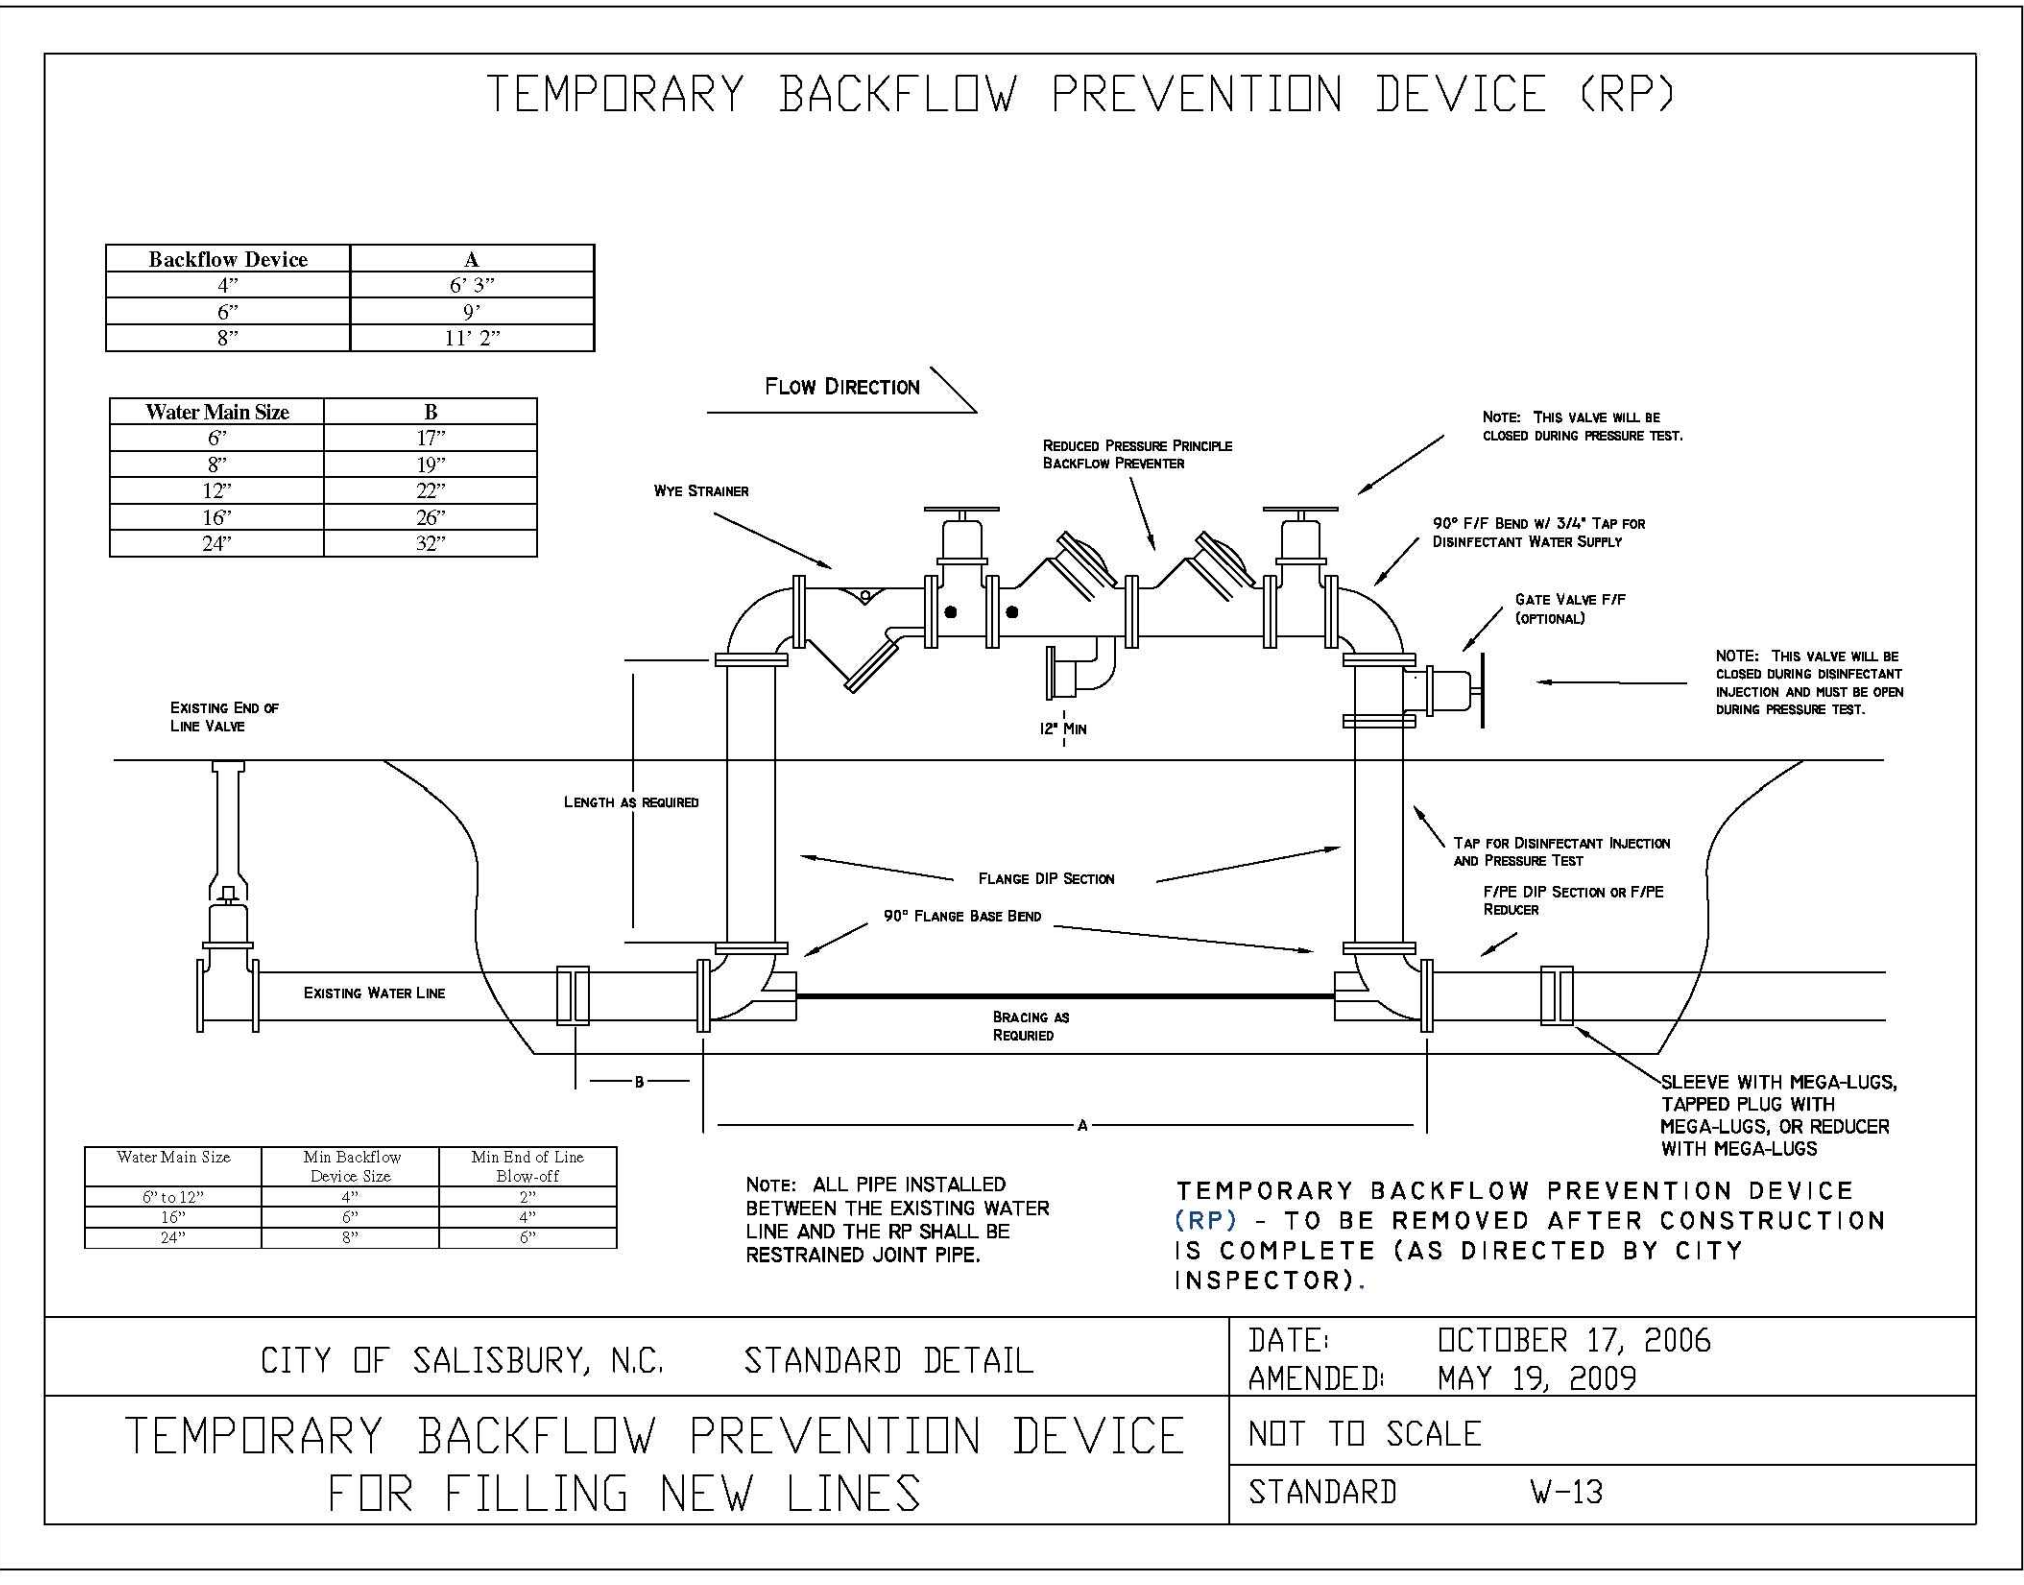 TEMPORARY BACKFLOW PREVENTION DEVICE (RP)
Backflow Device A
4” 6’ 3”
6” 9’
8” 11’ 2”
Water Main Size B
6” 17”
8” 19”
12” 22”
16” 26”
24” 32”
FLOW DIRECTION
NOTE: THIS VALVE WILL BE
CLOSED DURING PRESSURE TEST.
REDUCED PRESSURE PRINCIPLE
BACKFLOW PREVENTER
WYE STRAINER
90° F/F BEND W/ 3/4" TAP FOR
DISINFECTANT WATER SUPPLY
GATE VALVE F/F
(OPTIONAL)
NOTE: THIS VALVE WILL BE
CLOSED DURING DISINFECTANT
INJECTION AND MUST BE OPEN
DURING PRESSURE TEST.
EXISTING END OF
LINE VALVE
12" MIN
LENGTH AS REQUIRED
TAP FOR DISINFECTANT INJECTION
AND PRESSURE TEST
FLANGE DIP SECTION
F/PE DIP SECTION OR F/PE
REDUCER
90° FLANGE BASE BEND
EXISTING WATER LINE
BRACING AS
REQURIED
B
A
SLEEVE WITH MEGA-LUGS,
TAPPED PLUG WITH
MEGA-LUGS, OR REDUCER
WITH MEGA-LUGS
Water Main Size Min Backflow Min End of Line
Device Size Blow-off
6” to 12” 4” 2”
16” 6” 4”
24” 8” 6”
NOTE: ALL PIPE INSTALLED
BETWEEN THE EXISTING WATER
LINE AND THE RP SHALL BE
RESTRAINED JOINT PIPE.
TEMPORARY BACKFLOW PREVENTION DEVICE
(RP) - TO BE REMOVED AFTER CONSTRUCTION
IS COMPLETE (AS DIRECTED BY CITY
INSPECTOR).
CITY OF SALISBURY, N.C. STANDARD DETAIL
TEMPORARY BACKFLOW PREVENTION DEVICE
FOR FILLING NEW LINES
DATE: OCTOBER 17, 2006
AMENDED: MAY 19, 2009
NOT TO SCALE
STANDARD W-13